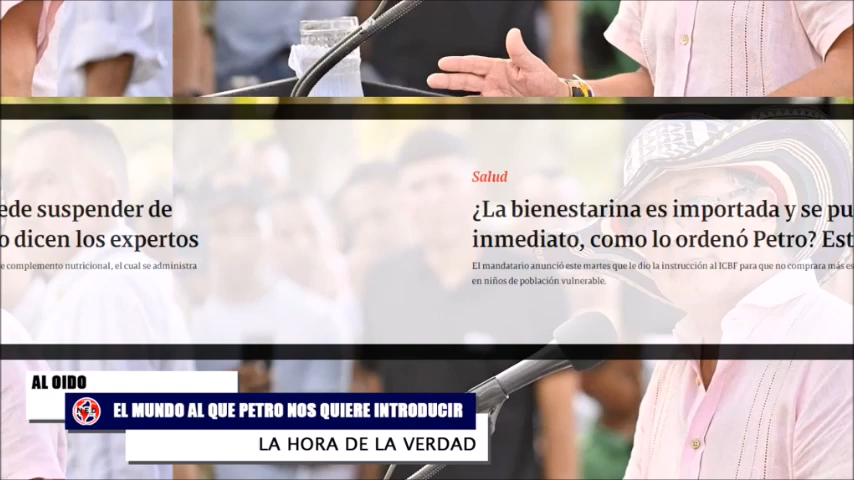 Salud
ede suspender de
o dicen los expertos
e complemento nutricional, el cual se administra
¿La bienestarina es importada y se pu
inmediato, como lo ordenó Petro? Est
El mandatario anunció este martes que le dio la instrucción al ICBF para que no comprara más es
en niños de población vulnerable.
AL OIDO
EL MUNDO AL QUE PETRO NOS QUIERE INTRODUCIR
LA HORA DE LA VERDAD